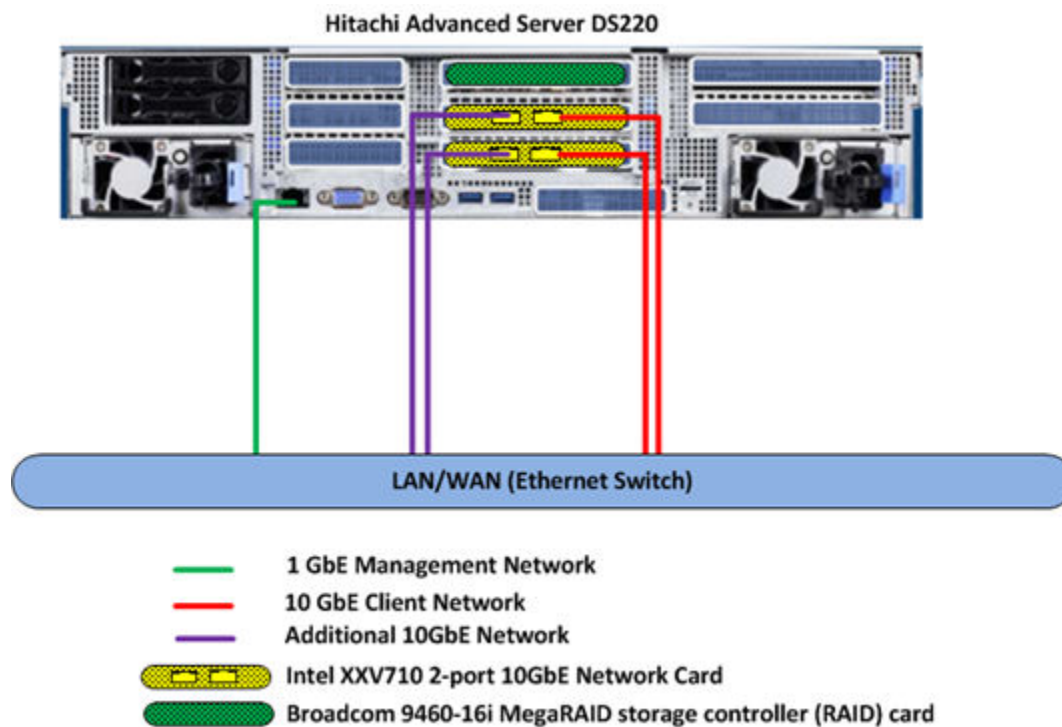 Hitachi Advanced Server DS220
LAN/WAN (Ethernet Switch)
1 GbE Management Network
10 GbE Client Network
Additional 10GbE Network
Intel XXV710 2-port 10GbE Network Card
Broadcom 9460-16i MegaRAID storage controller (RAID) card